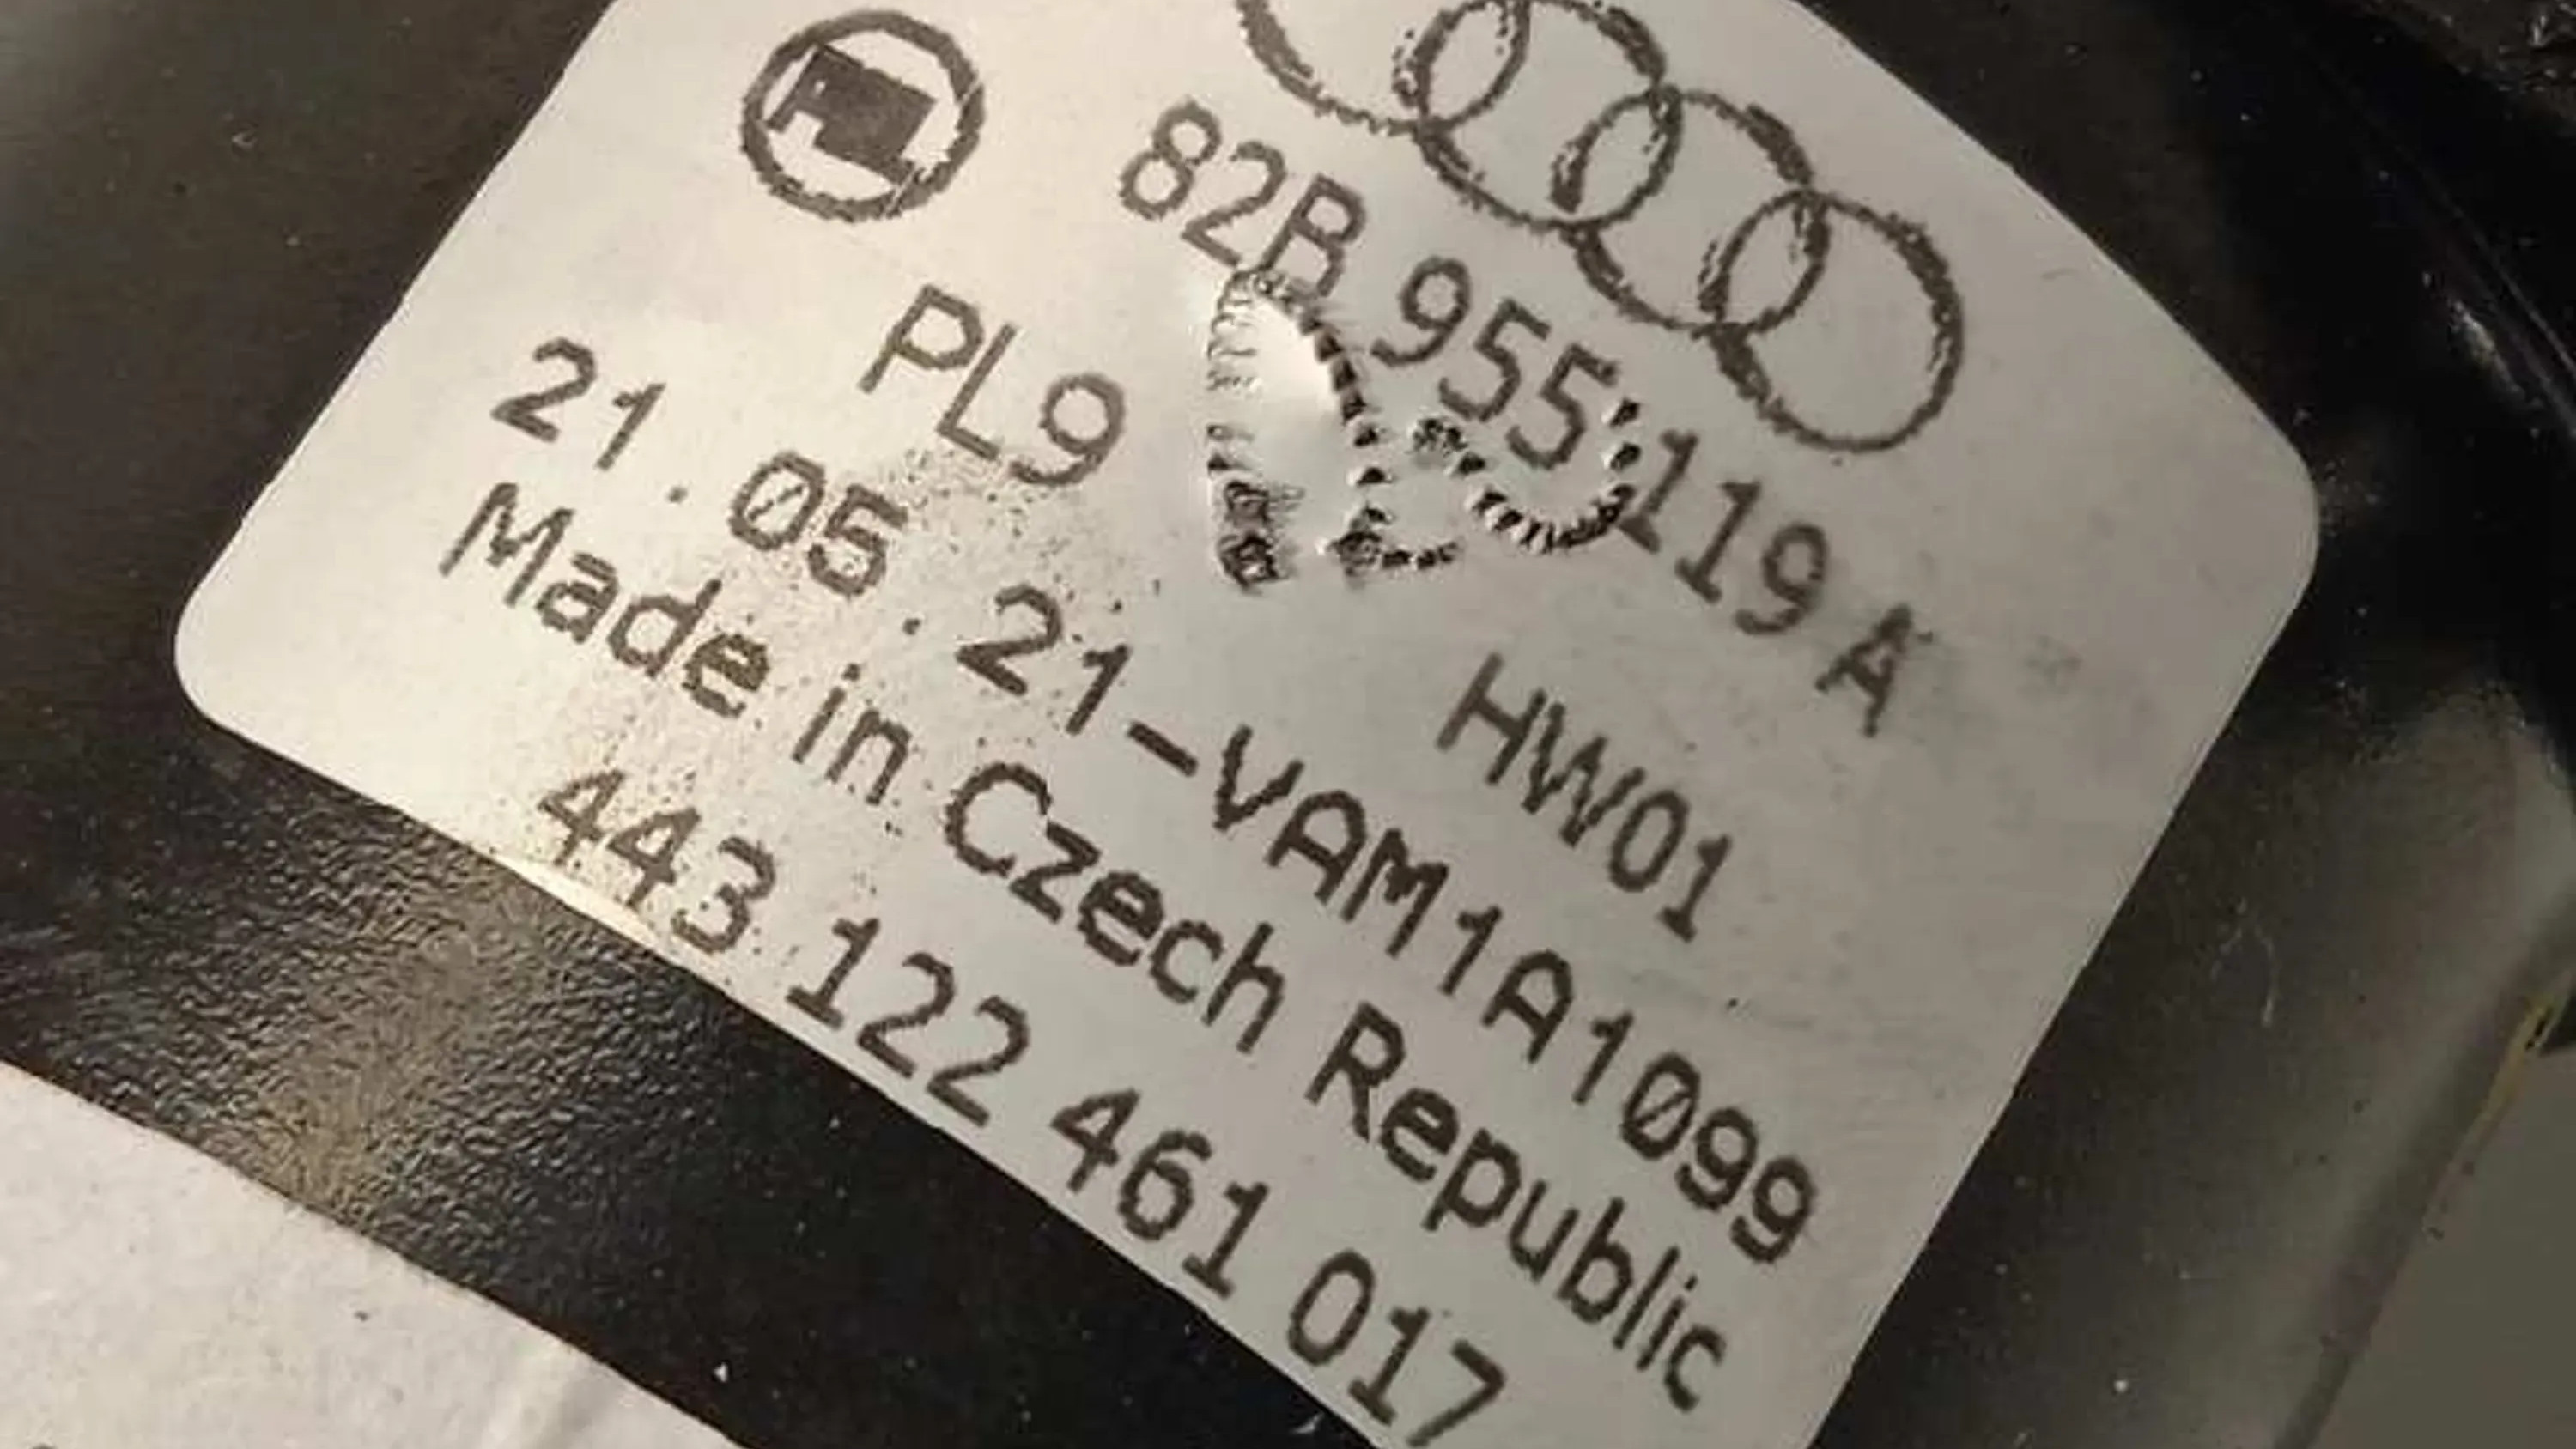 82B 955 119 A
PL9
HW01
21.05.21-VAM1A1099
Made in Czech Republic
443 122 461 017